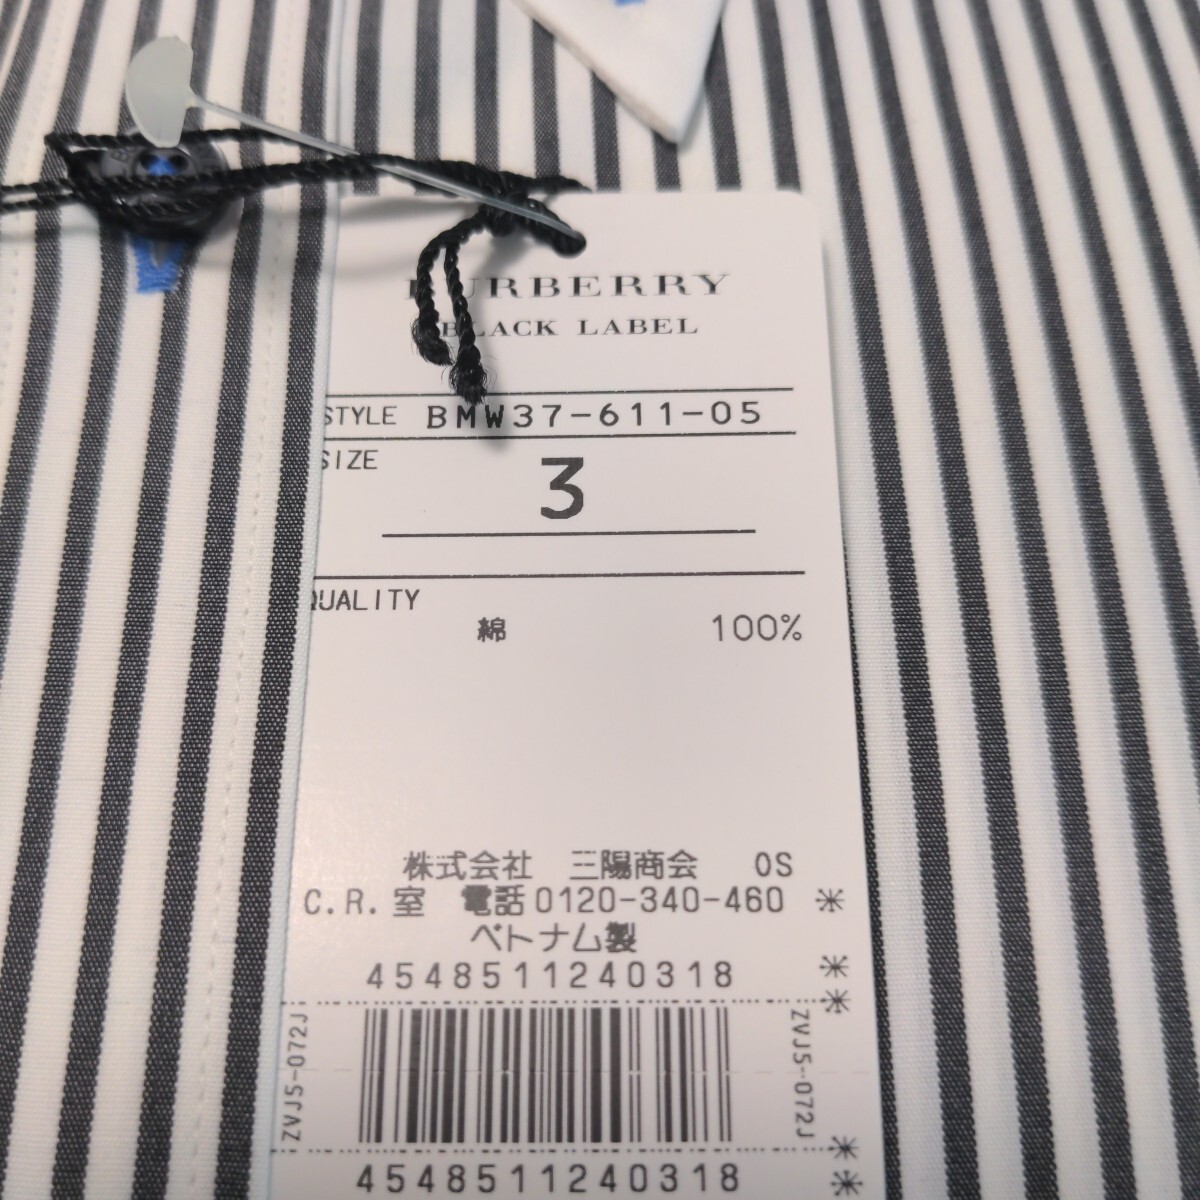 BURBERRY
BLACK LABEL
STYLE BMW37-611-05
SIZE
3
QUALITY
綿 100%
株式会社 三陽商会 OS
C.R.室 電話0120-340-460 *
ベトナム製
4548511240318 *
*
ZVJ5-072J
ZVJ5-072J
*
4548511240318 *